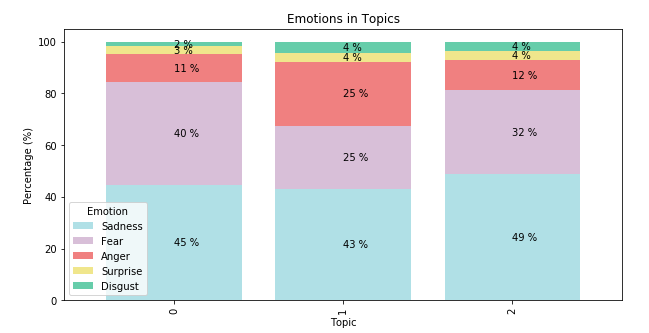 Emotions in Topics
Percentage (%)
100
80
60
40
20
0
2 %
3 %
11 %
40 %
45 %
4 %
4 %
25 %
25 %
43 %
4 %
4 %
12 %
32 %
49 %
Emotion
Sadness
Fear
Anger
Surprise
Disgust
0
1
2
Topic